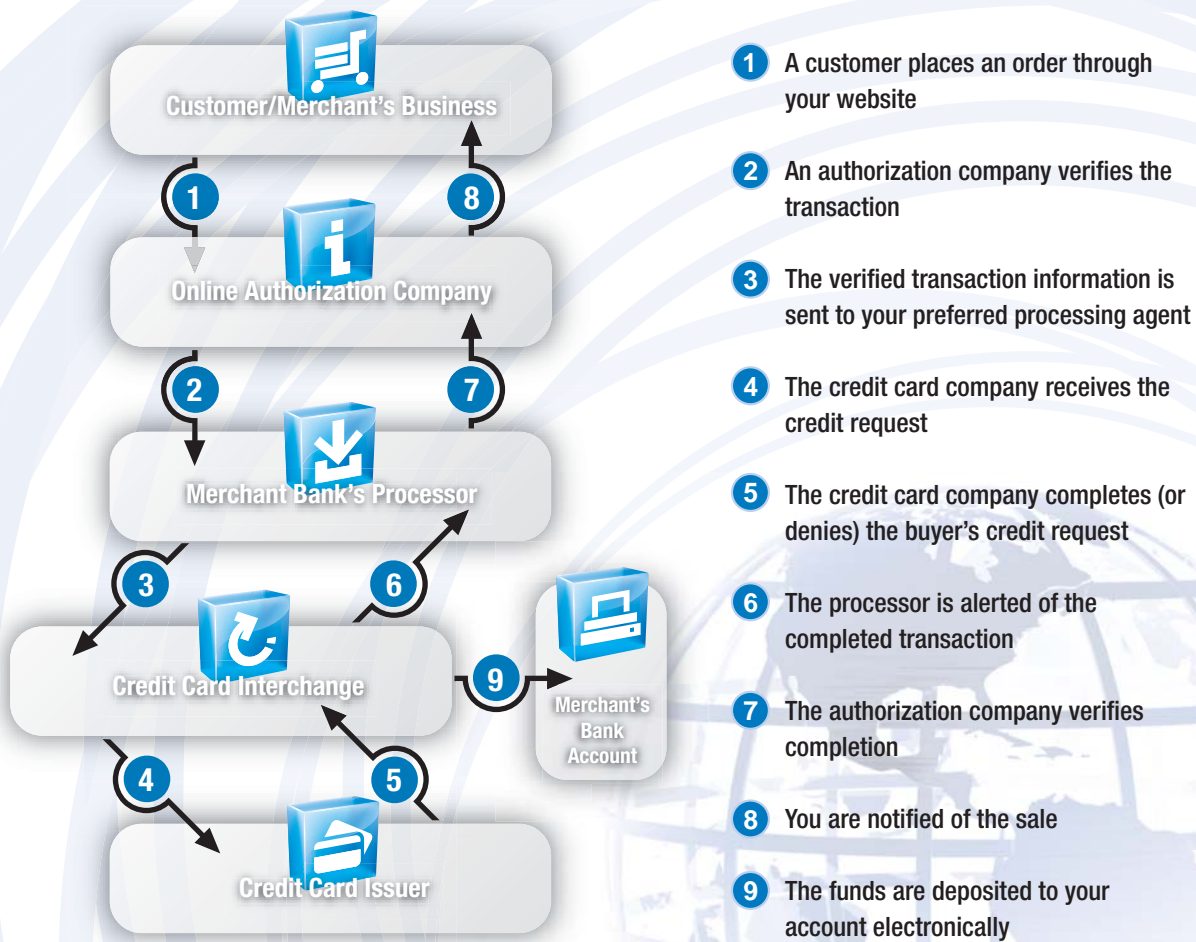 Customer/Merchant's Business
1
8
Online Authorization Company
2
7
Merchant Bank's Processor
3
6
Credit Card Interchange
9
Merchant's
Bank
Account
4
5
Credit Card Issuer
1 A customer places an order through
your website
2 An authorization company verifies the
transaction
3 The verified transaction information is
sent to your preferred processing agent
4 The credit card company receives the
credit request
5 The credit card company completes (or
denies) the buyer's credit request
6 The processor is alerted of the
completed transaction
7 The authorization company verifies
completion
8 You are notified of the sale
9 The funds are deposited to your
account electronically